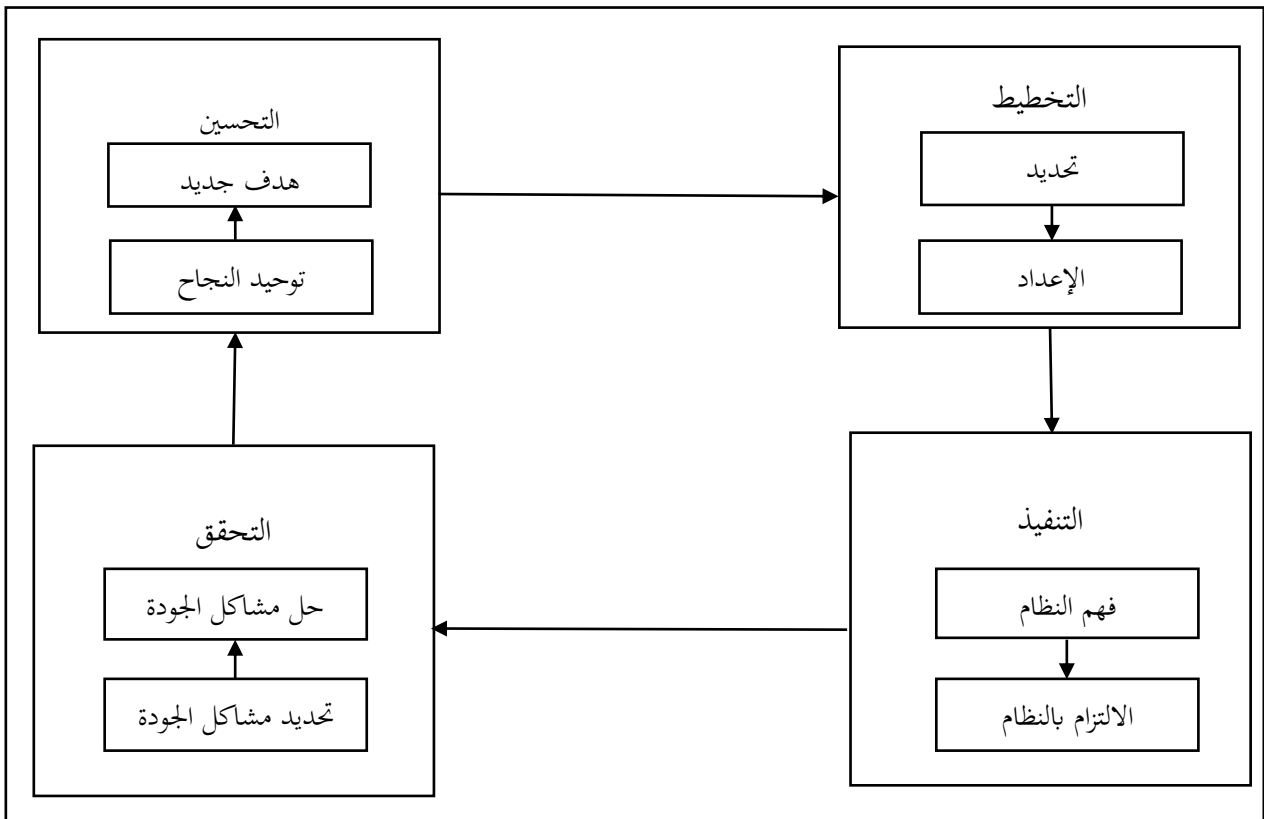 التخطيط
تحديد
الإعداد
التنفيذ
فهم النظام
الالتزام بالنظام
التحقق
حل مشاكل الجودة
تحديد مشاكل الجودة
التحسين
هدف جديد
توحيد النجاح